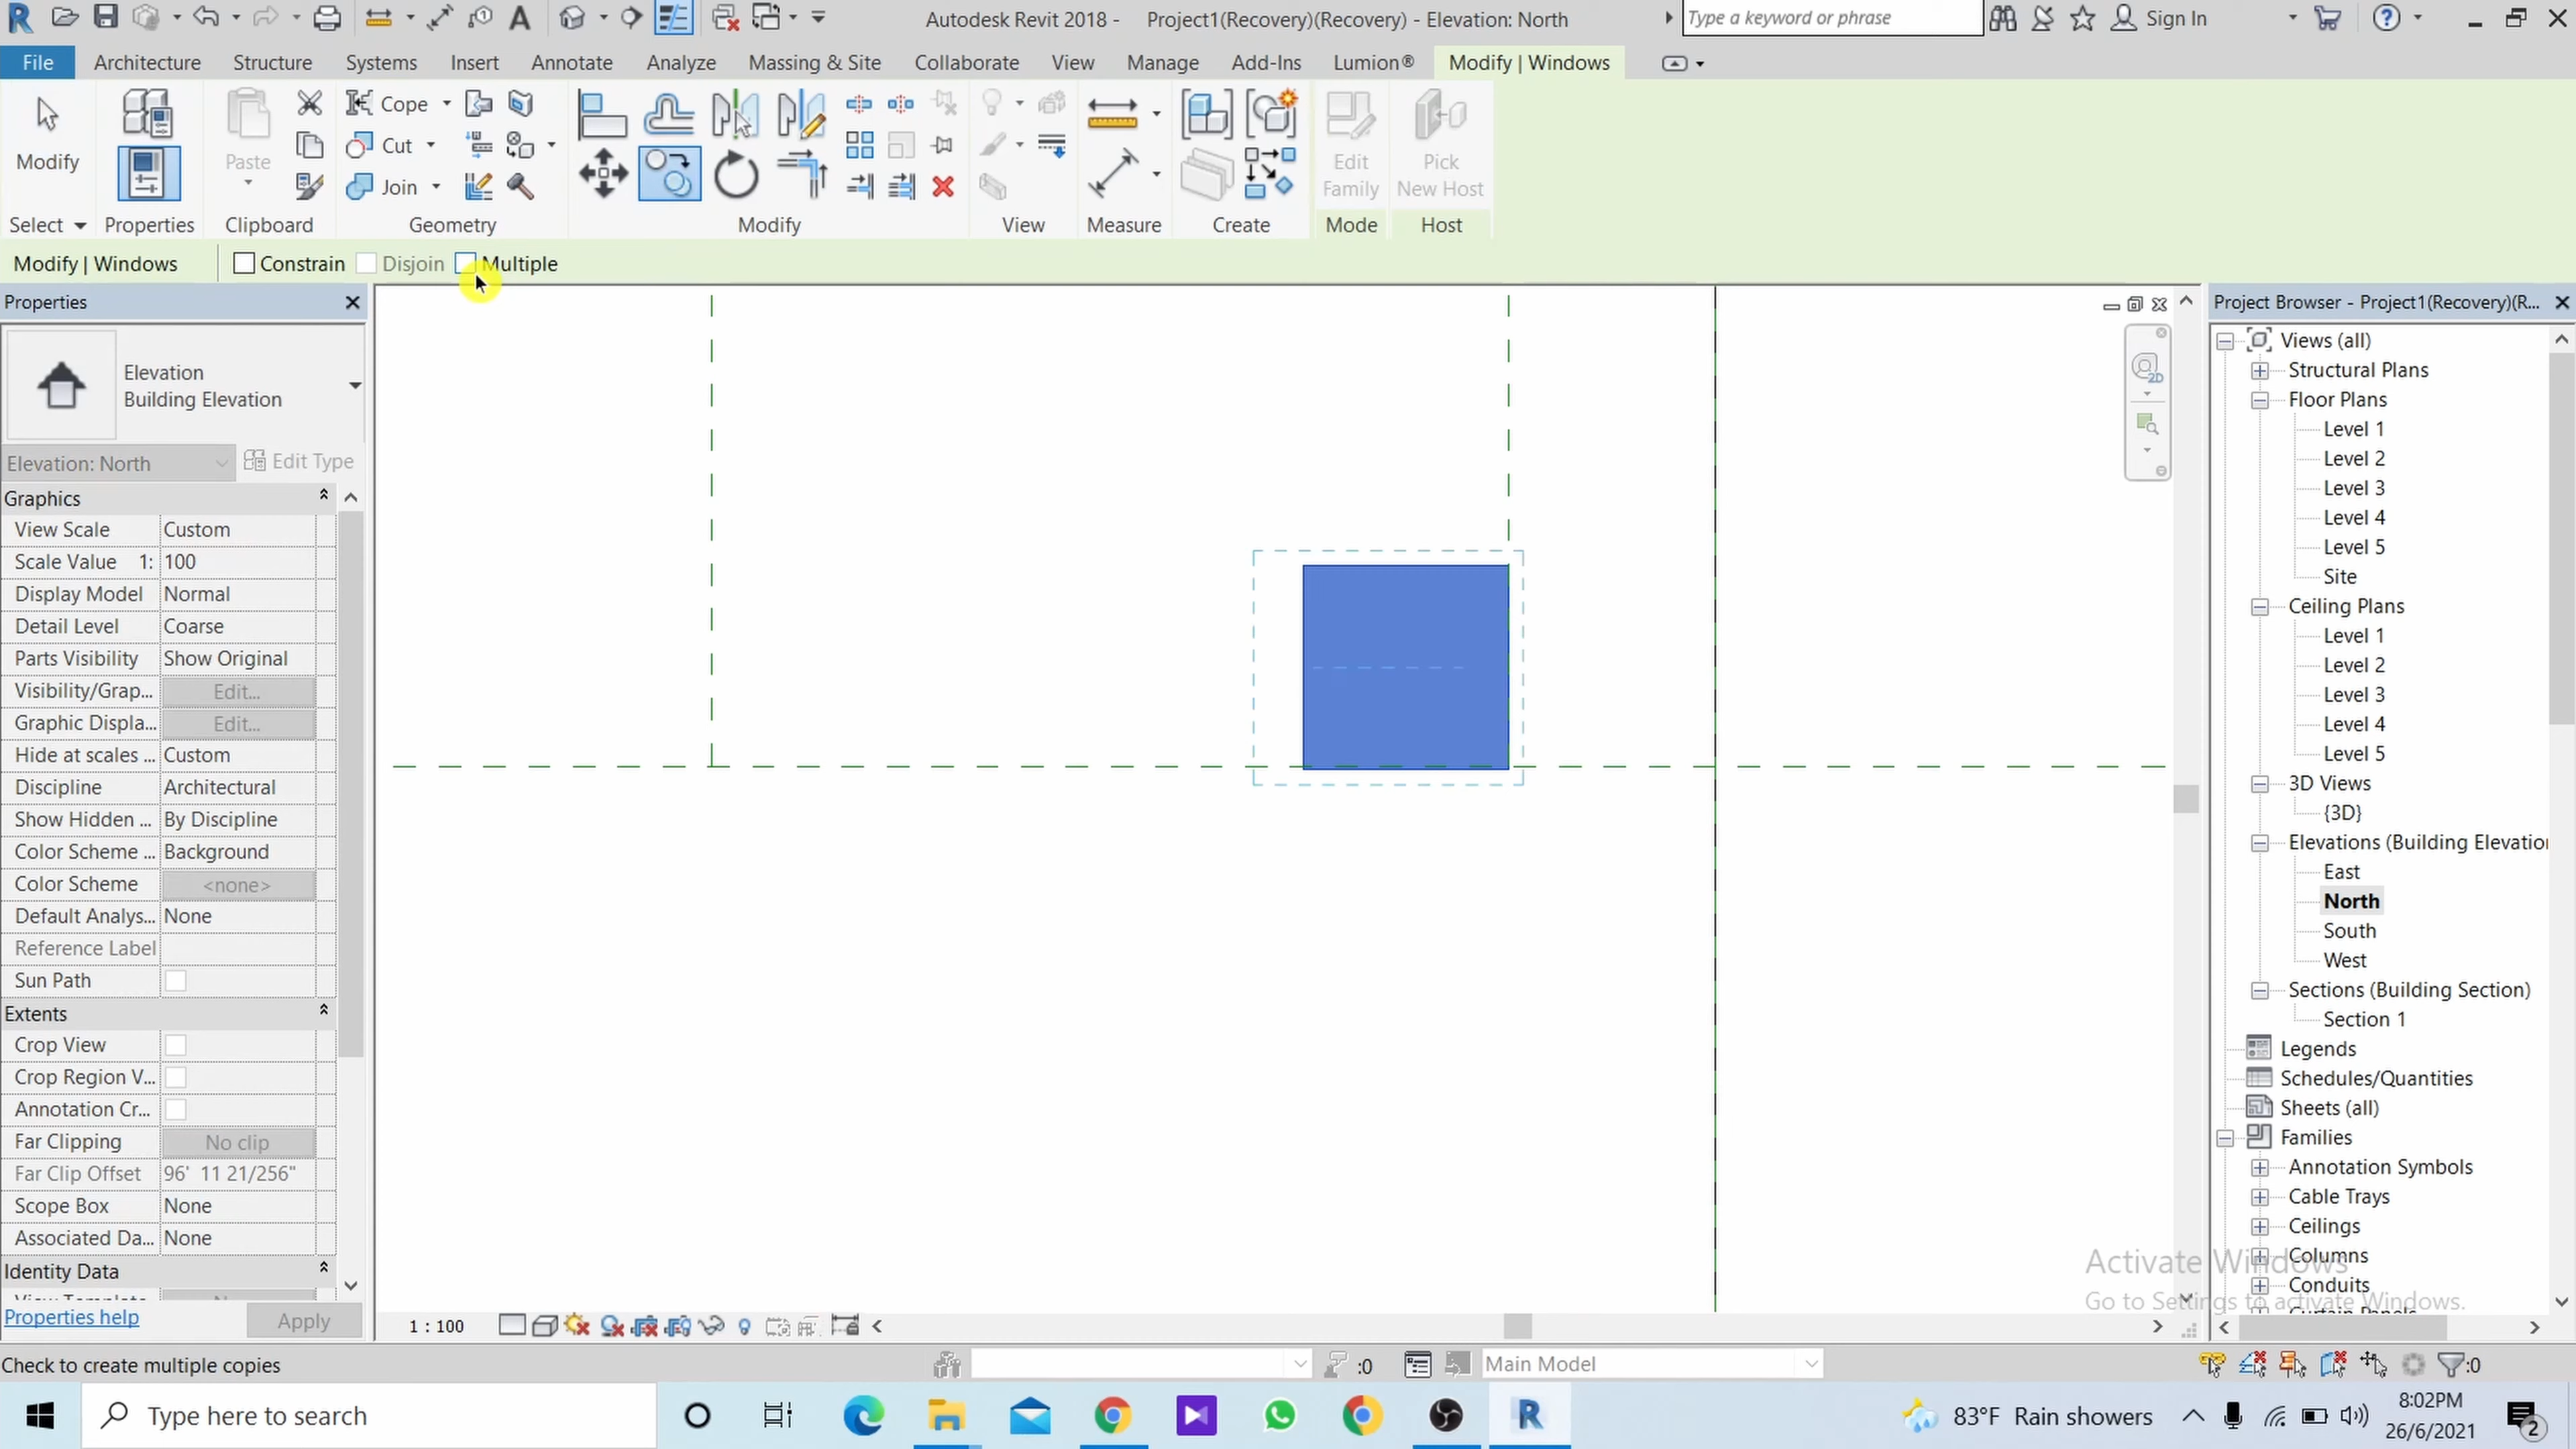 Autodesk Revit 2018 - Project1(Recovery)(Recovery) - Elevation: North
Type a keyword or phrase
Sign In
File Architecture Structure Systems Insert Annotate Analyze Massing & Site Collaborate View Manage Add-Ins Lumion® Modify | Windows
Modify
Paste
Cope
Cut
Join
Edit Family
Pick New Host
Select Properties Clipboard Geometry Modify View Measure Create Mode Host
Modify | Windows Constrain Disjoin Multiple
Properties
Elevation
Building Elevation
Elevation: North Edit Type
Graphics
View Scale Custom
Scale Value 1: 100
Display Model Normal
Detail Level Coarse
Parts Visibility Show Original
Visibility/Grap... Edit...
Graphic Displa... Edit...
Hide at scales ... Custom
Discipline Architectural
Show Hidden ... By Discipline
Color Scheme ... Background
Color Scheme <none>
Default Analys... None
Reference Label
Sun Path
Extents
Crop View
Crop Region V...
Annotation Cr...
Far Clipping No clip
Far Clip Offset 96' 11 21/256"
Scope Box None
Associated Da... None
Identity Data
Properties help Apply
2D
Project Browser - Project1(Recovery)(R...
Views (all)
Structural Plans
Floor Plans
Level 1
Level 2
Level 3
Level 4
Level 5
Site
Ceiling Plans
Level 1
Level 2
Level 3
Level 4
Level 5
3D Views
{3D}
Elevations (Building Elevatio
East
North
South
West
Sections (Building Section)
Section 1
Legends
Schedules/Quantities
Sheets (all)
Families
Annotation Symbols
Cable Trays
Ceilings
Columns
Conduits
Curtain Panels
Activate Windows
Go to Settings to activate Windows.
1 : 100
Check to create multiple copies
:0
Main Model
:0
Type here to search
83°F Rain showers
8:02PM
26/6/2021
2